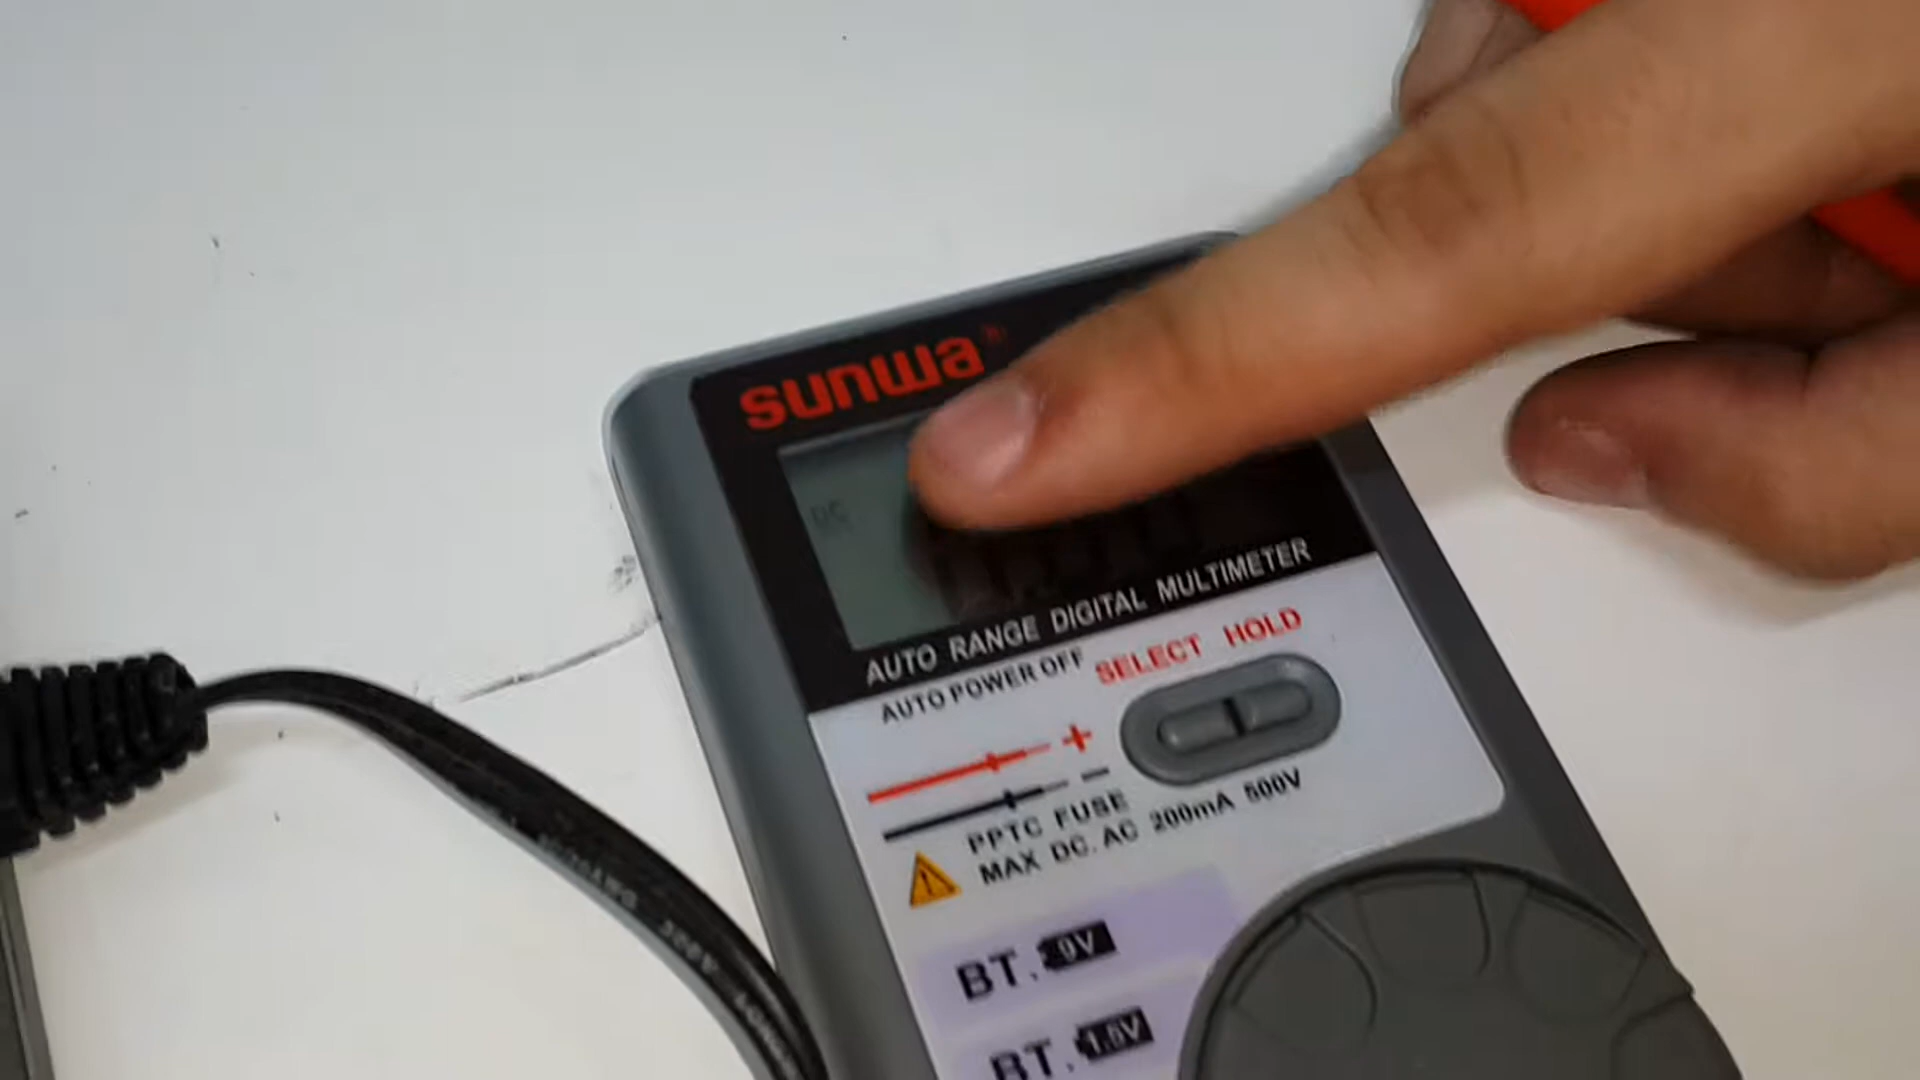 sunwa
DC
AUTO RANGE DIGITAL MULTIMETER
AUTO POWER OFF
SELECT HOLD
+
-
PPTC FUSE
MAX DC. AC 200mA 500V
BT. 9V
BT. 1.5V